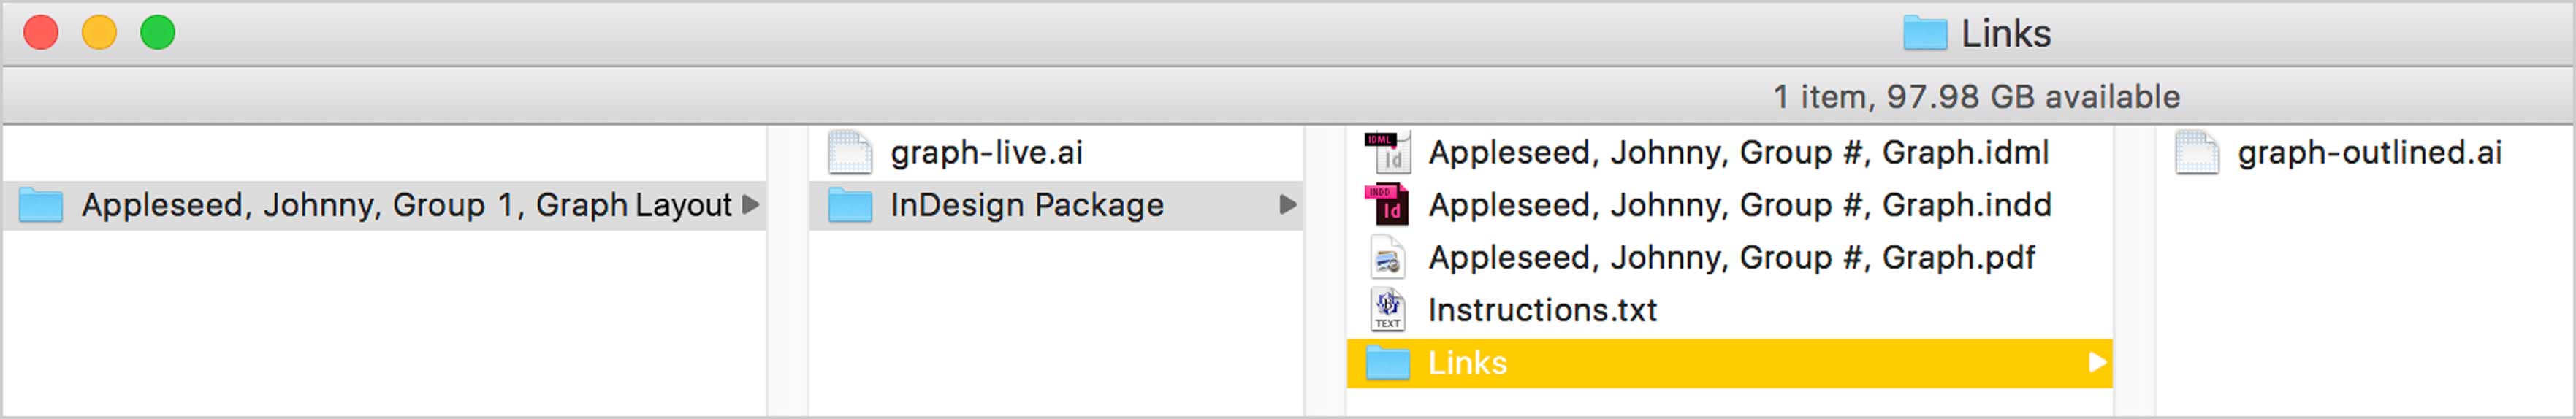 Links
1 item, 97.98 GB available
Appleseed, Johnny, Group 1, Graph Layout
graph-live.ai
InDesign Package
IDML
Id
Appleseed, Johnny, Group #, Graph.idml
INDD
Id
Appleseed, Johnny, Group #, Graph.indd
Appleseed, Johnny, Group #, Graph.pdf
TEXT
Instructions.txt
Links
graph-outlined.ai